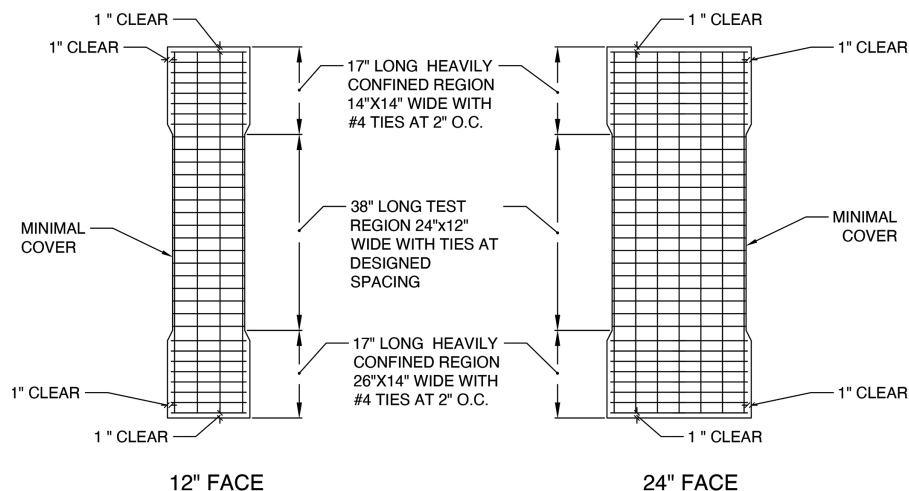 1 " CLEAR
1" CLEAR
17" LONG HEAVILY
CONFINED REGION
14"X14" WIDE WITH
#4 TIES AT 2" O.C.
1 " CLEAR
1" CLEAR
MINIMAL
COVER
38" LONG TEST
REGION 24"x12"
WIDE WITH TIES AT
DESIGNED
SPACING
MINIMAL
COVER
17" LONG HEAVILY
CONFINED REGION
26"X14" WIDE WITH
#4 TIES AT 2" O.C.
1" CLEAR
1 " CLEAR
1" CLEAR
1 " CLEAR
12" FACE
24" FACE